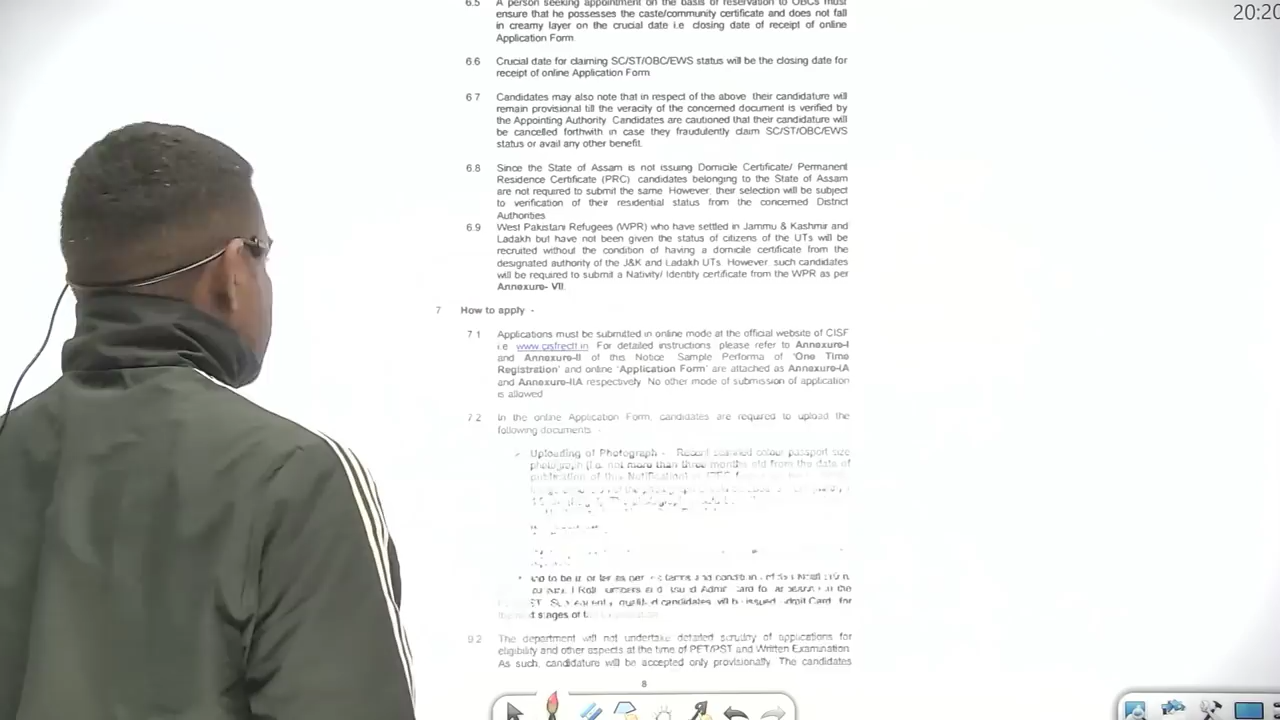 20:20
6.5 A person seeking appointment on the basis of reservation to OBCs must
ensure that he possesses the caste/community certificate and does not fall
in creamy layer on the crucial date i.e closing date of receipt of online
Application Form
6.6 Crucial date for claiming SC/ST/OBC/EWS status will be the closing date for
receipt of online Application Form
6.7 Candidates may also note that in respect of the above their candidature will
remain provisional till the veracity of the concerned document is verified by
the Appointing Authority Candidates are cautioned that their candidature will
be cancelled forthwith in case they fraudulently claim SC/ST/OBC/EWS
status or avail any other benefit.
6.8 Since the State of Assam is not issuing Domicile Certificate/ Permanent
Residence Certificate (PRC) candidates belonging to the State of Assam
are not required to submit the same However, their selection will be subject
to verification of their residential status from the concerned District
Authorities
6.9 West Pakistani Refugees (WPR) who have settled in Jammu & Kashmir and
Ladakh but have not been given the status of citizens of the UTs will be
recruited without the condition of having a domicile certificate from the
designated authority of the J&K and Ladakh UTs. However such candidates
will be required to submit a Nativity/ Identity certificate from the WPR as per
Annexure- VII.
7 How to apply -
7.1 Applications must be submitted in online mode at the official website of CISF
i.e www.cisfrectt.in For detailed instructions please refer to Annexure-I
and Annexure-II of this Notice Sample Performa of 'One Time
Registration' and online 'Application Form' are attached as Annexure-IA
and Annexure-IIA respectively No other mode of submission of application
is allowed
7.2 In the online Application Form, candidates are required to upload the
following documents -
Uploading of Photograph - Recent scanned colour passport size
photograph (i.e. not more than three months old from the date of
publication of this Notification)
candidates will be issued Admit Card for
stages of
9.2 The department will not undertake detailed scrutiny of applications for
eligibility and other aspects at the time of PET/PST and Written Examination
As such, candidature will be accepted only provisionally The candidates
8